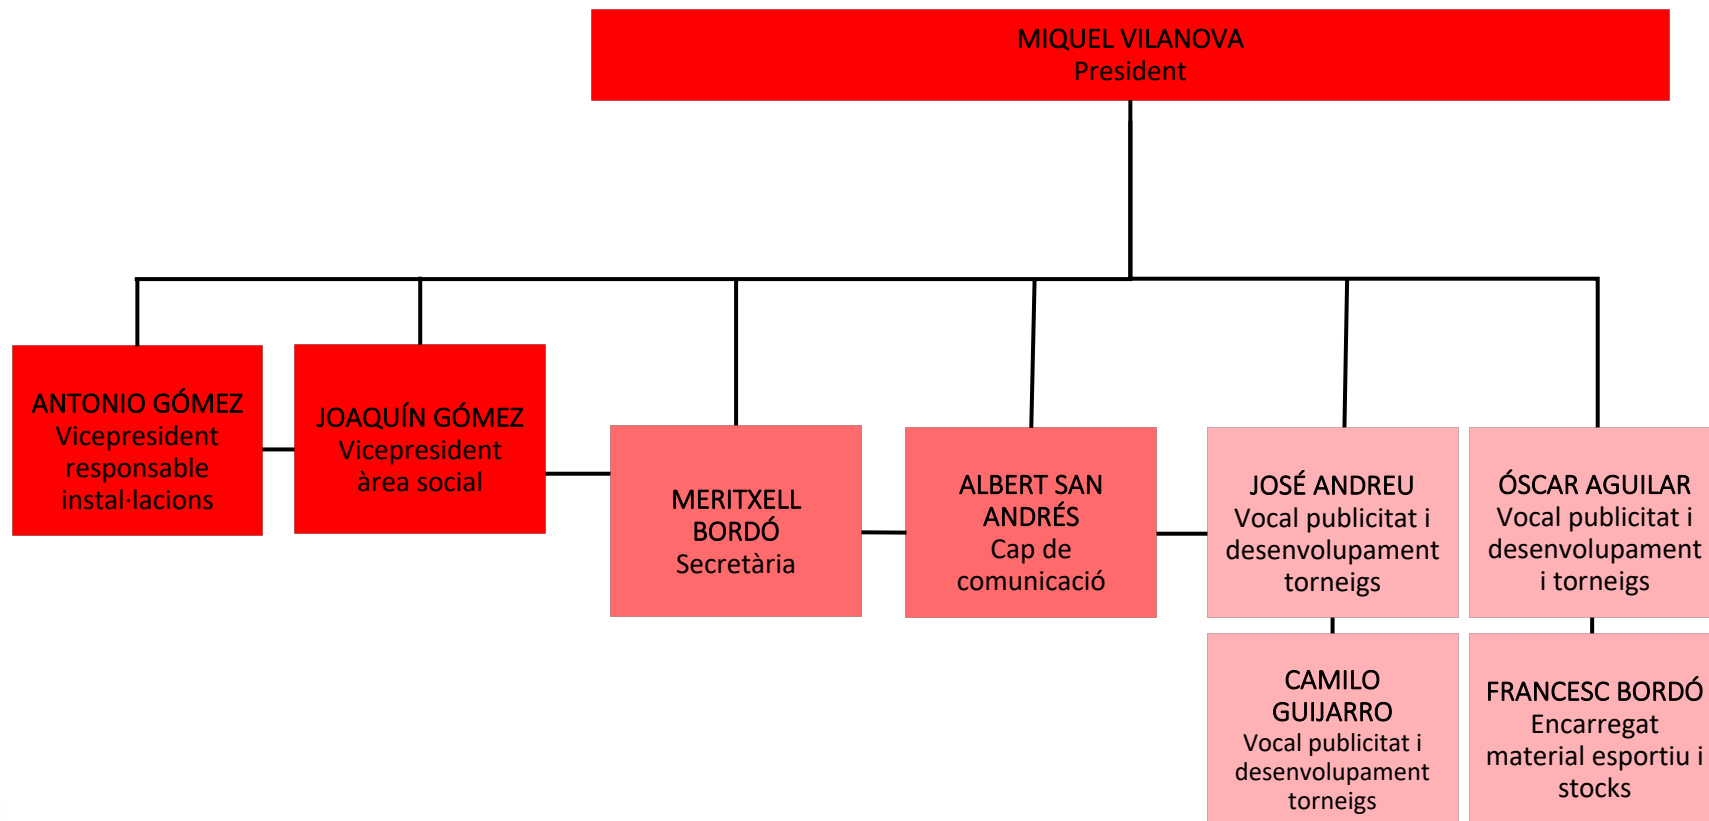 MIQUEL VILANOVA
President
ANTONIO GÓMEZ
Vicepresident
responsable
instal·lacions
JOAQUÍN GÓMEZ
Vicepresident
àrea social
MERITXELL
BORDÓ
Secretària
ALBERT SAN
ANDRÉS
Cap de
comunicació
JOSÉ ANDREU
Vocal publicitat i
desenvolupament
torneigs
ÓSCAR AGUILAR
Vocal publicitat i
desenvolupament
i torneigs
CAMILO
GUIJARRO
Vocal publicitat i
desenvolupament
torneigs
FRANCESC BORDÓ
Encarregat
material esportiu i
stocks